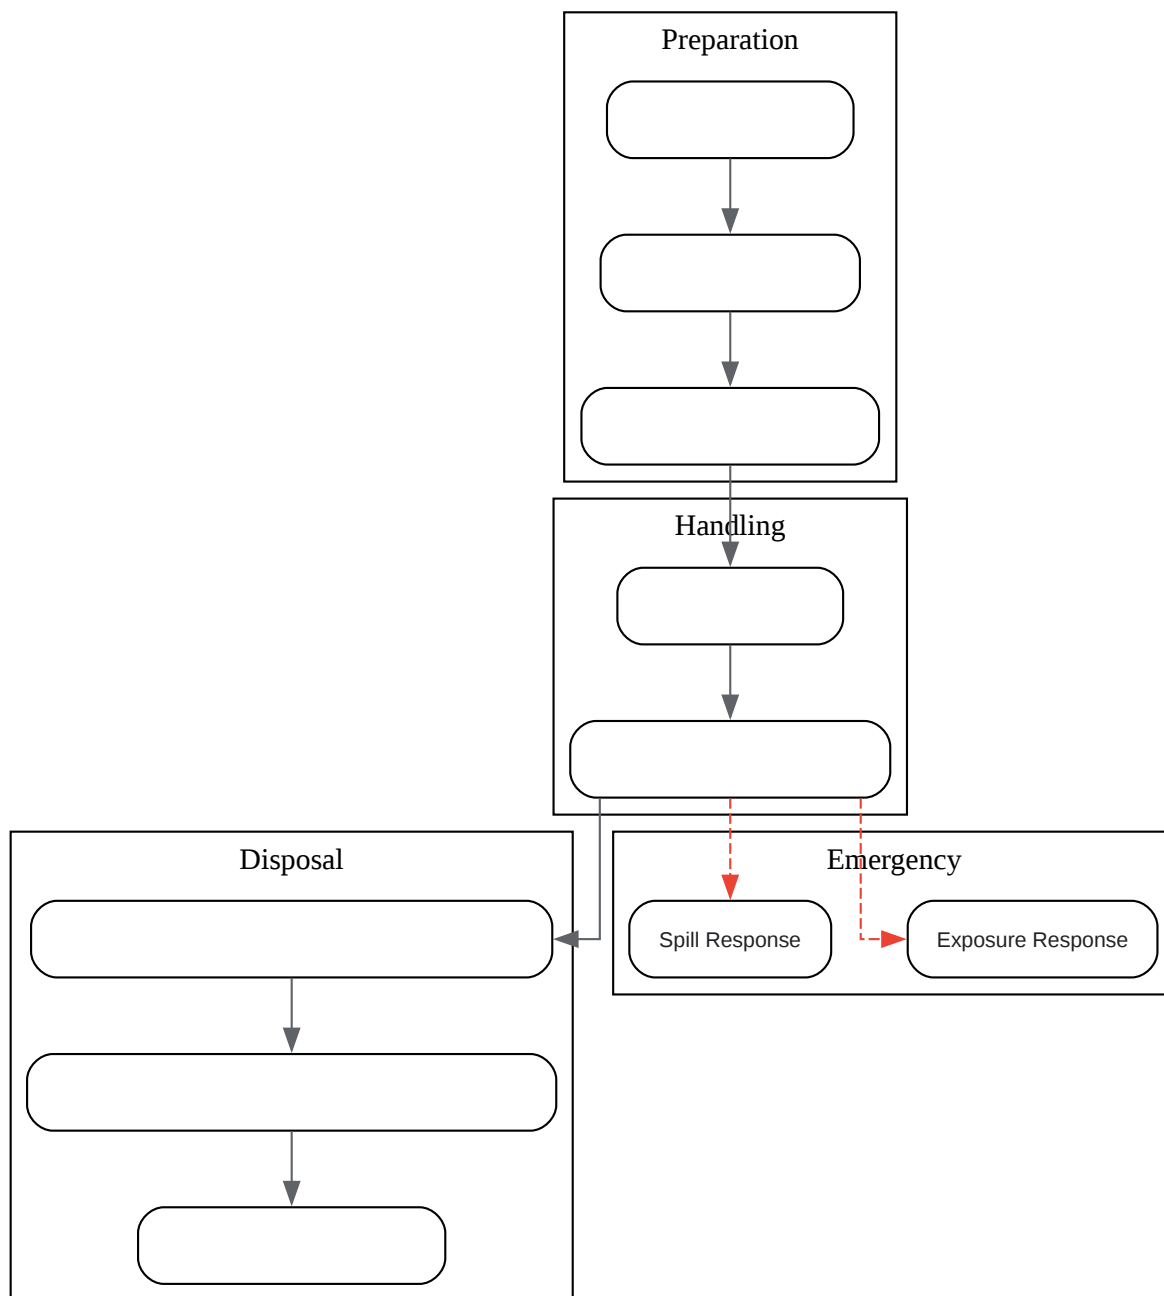 Preparation
Handling
Disposal
Emergency
Spill Response
Exposure Response